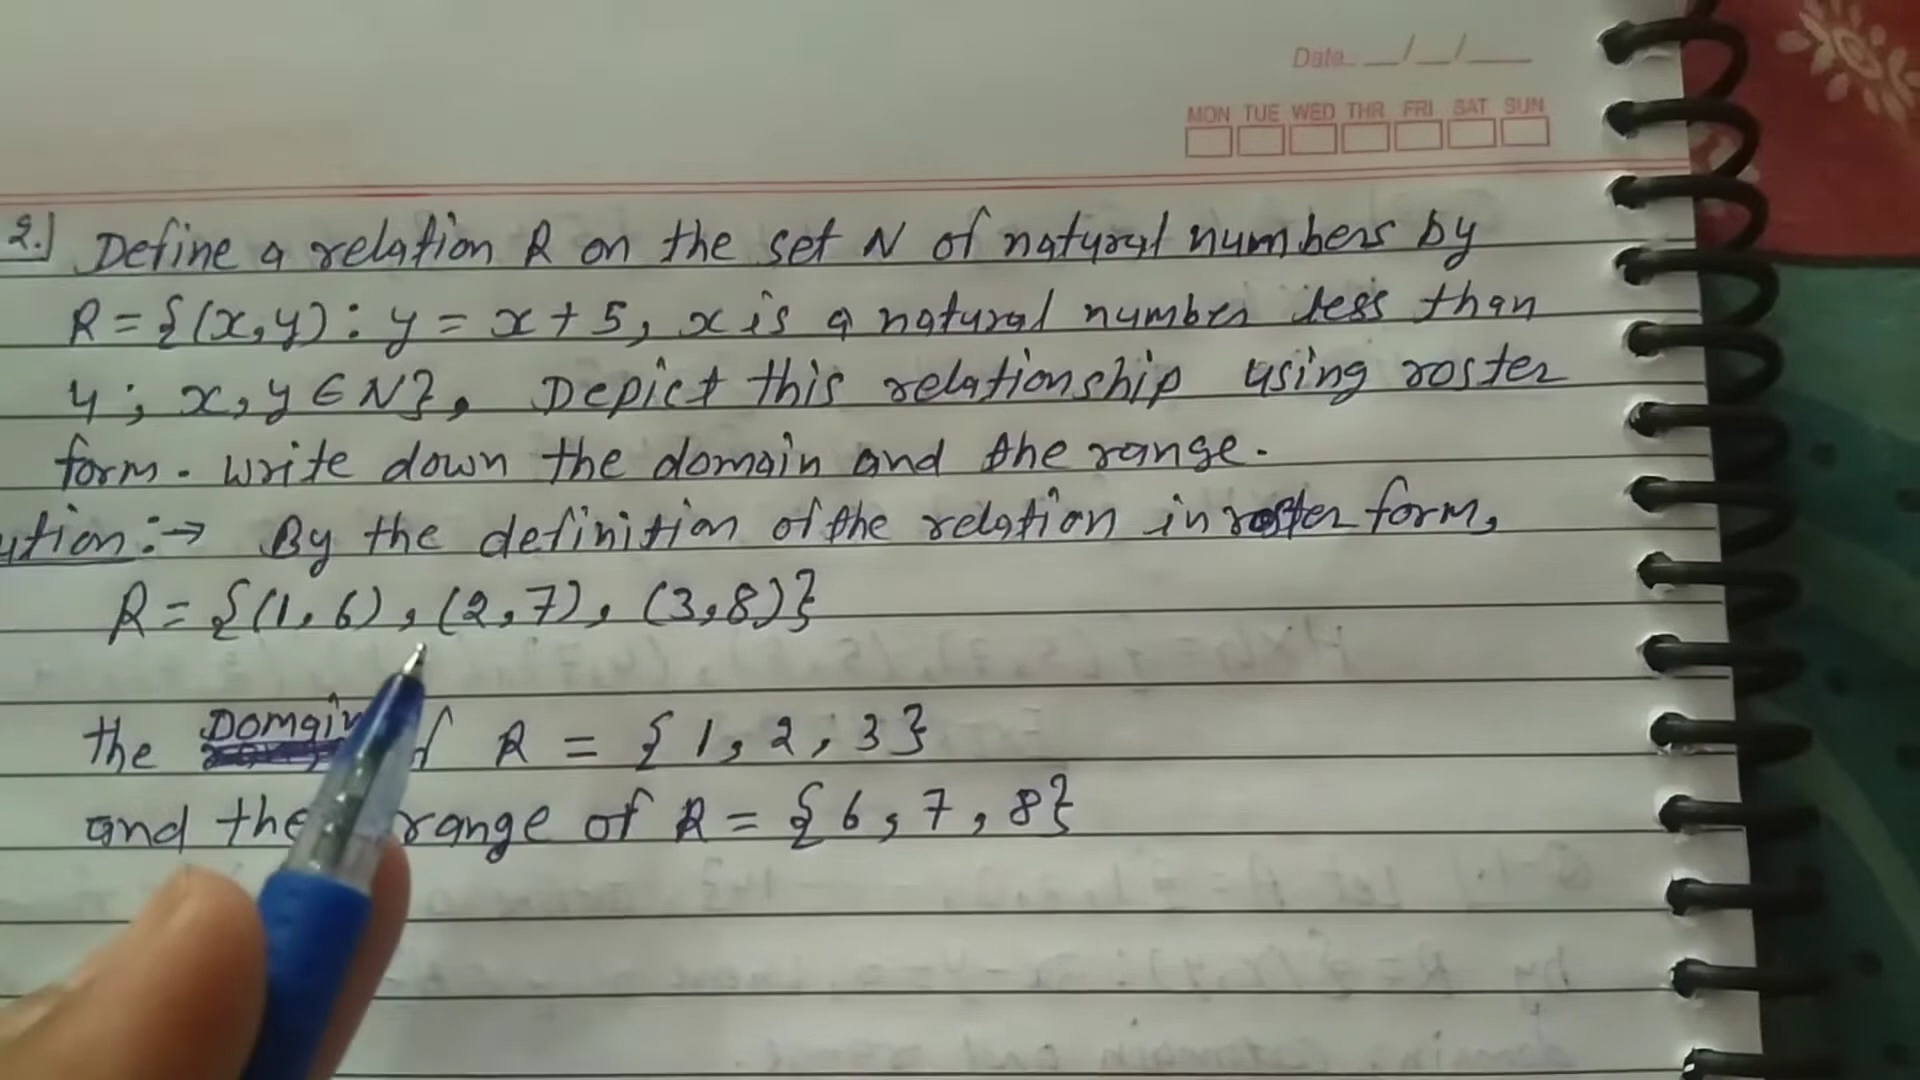 Date __/__/___
MON TUE WED THR FRI SAT SUN
2.] Define a relation R on the set N of natural numbers by
R = {(x,y) : y = x + 5, x is a natural number less than
4; x, y ∈ N}. Depict this relationship using roster
form. Write down the domain and the range.
ution:→ By the definition of the relation in roster form,
R = {(1,6), (2,7), (3,8)}
the Domain of R = {1, 2, 3}
and the range of R = {6, 7, 8}